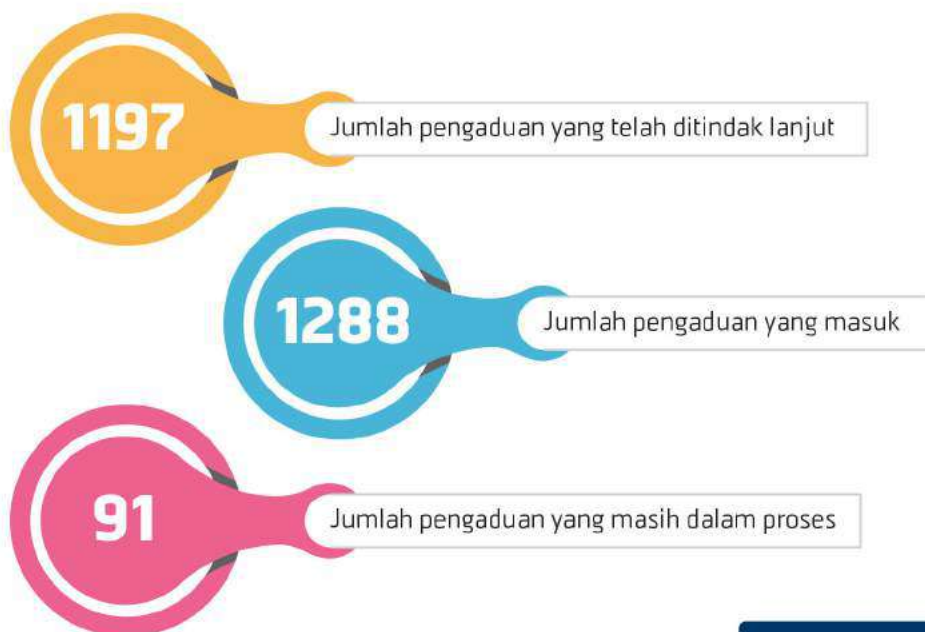 1197
Jumlah pengaduan yang telah ditindak lanjut
1288
Jumlah pengaduan yang masuk
91
Jumlah pengaduan yang masih dalam proses